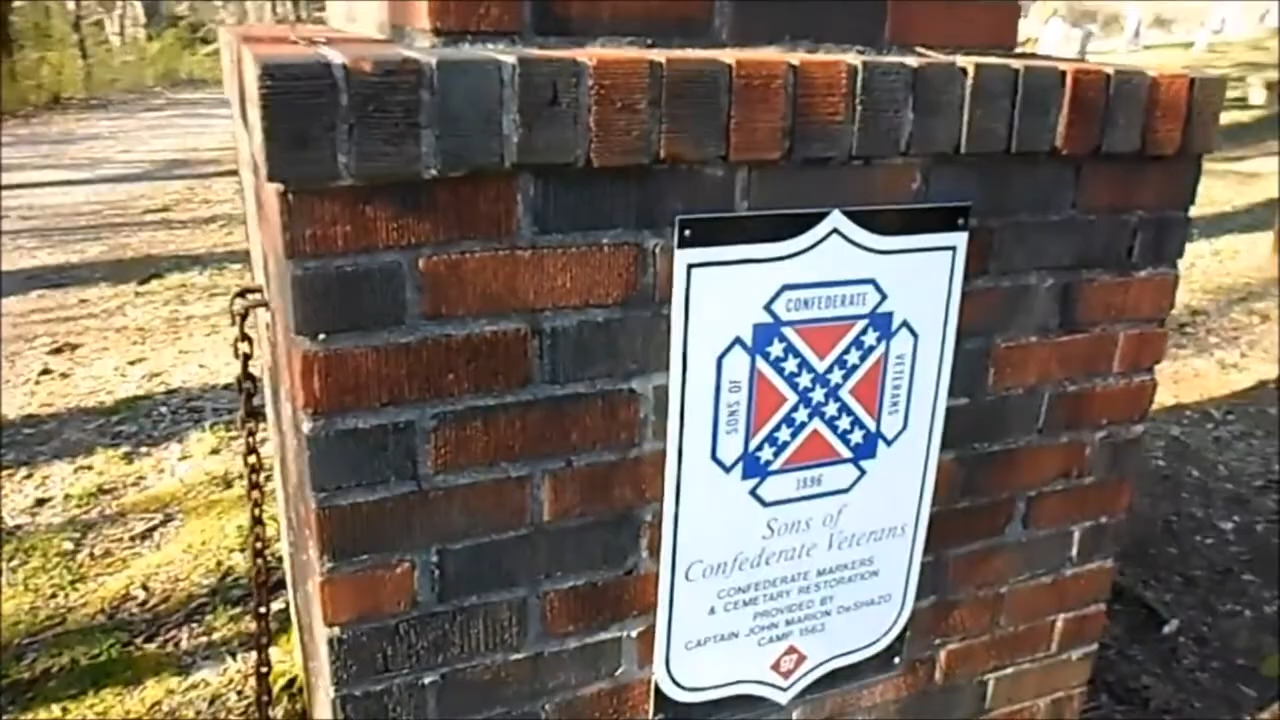 CONFEDERATE
SONS OF
VETERANS
1896
Sons of
Confederate Veterans
CONFEDERATE MARKERS
& CEMETARY RESTORATION
PROVIDED BY
CAPTAIN JOHN MARION DeSHAZO
CAMP 1563
97